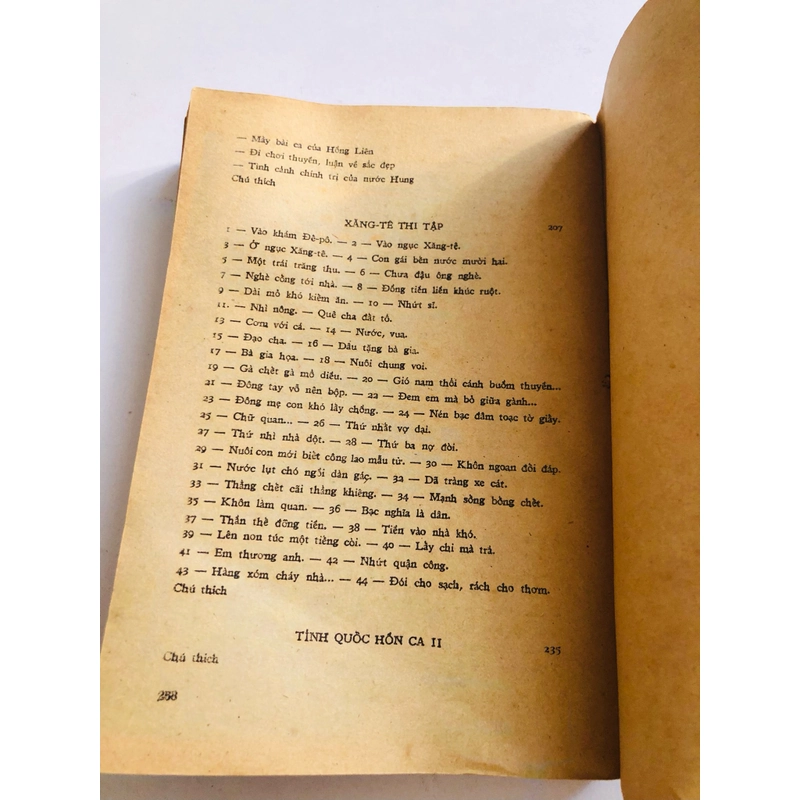 — Mấy bài ca của Hồng Liên
— Đi chơi thuyền, luận về sắc đẹp
— Tình cảnh chính trị của nước Hung
Chú thích
XĂNG-TÊ THI TẬP 207
1 — Vào khám Đê-pô. — 2 — Vào ngục Xăng-tê.
3 — Ở ngục Xăng-tê. — 4 — Con gái bên nước mười hai.
5 — Một trái trăng thu. — 6 — Chưa đậu ông nghè.
7 — Nghè cống tới nhà. — 8 — Đồng tiền liền khúc ruột.
9 — Dài mỏ khó kiếm ăn. — 10 — Nhứt sĩ.
11. — Nhì nông. — Quê cha đất tổ.
13 — Cơm với cá. — 14 — Nước, vua.
15 — Đạo cha. — 16 — Dâu tặng bà gia.
17 — Bà gia họa. — 18 — Nuôi chung voi.
19 — Gà chết gà mổ diều. — 20 — Gió nam thổi cánh buồm thuyền...
21 — Đông tay vỗ nên bộp. — 22 — Đem em mà bỏ giữa gành...
23 — Đông mẹ con khó lấy chồng. — 24 — Nén bạc đâm toạc tờ giấy.
25 — Chữ quan... — 26 — Thứ nhất vợ dại.
27 — Thứ nhì nhà dột. — 28 — Thứ ba nợ đòi.
29 — Nuôi con mới biết công lao mẫu tử. — 30 — Khôn ngoan đối đáp.
31 — Nước lụt chó ngồi dàn gác. — 32 — Dã tràng xe cát.
33 — Thằng chết cãi thằng khiêng. — 34 — Mạnh sống bồng chết.
35 — Khôn làm quan. — 36 — Bạc nghĩa là dân.
37 — Thần thế đồng tiền. — 38 — Tiền vào nhà khó.
39 — Lên non túc một tiếng còi. — 40 — Lấy chi mà trả.
41 — Em thương anh. — 42 — Nhứt quận công.
43 — Hàng xóm cháy nhà... — 44 — Đói cho sạch, rách cho thơm.
Chú thích
TỈNH QUỐC HỒN CA II 235
Chú thích
258